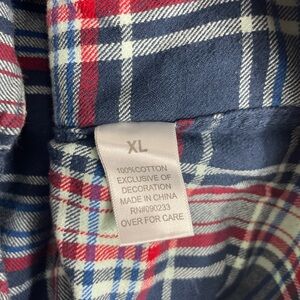 XL
100%COTTON
EXCLUSIVE OF
DECORATION
MADE IN CHINA
RN#090233
OVER FOR CARE